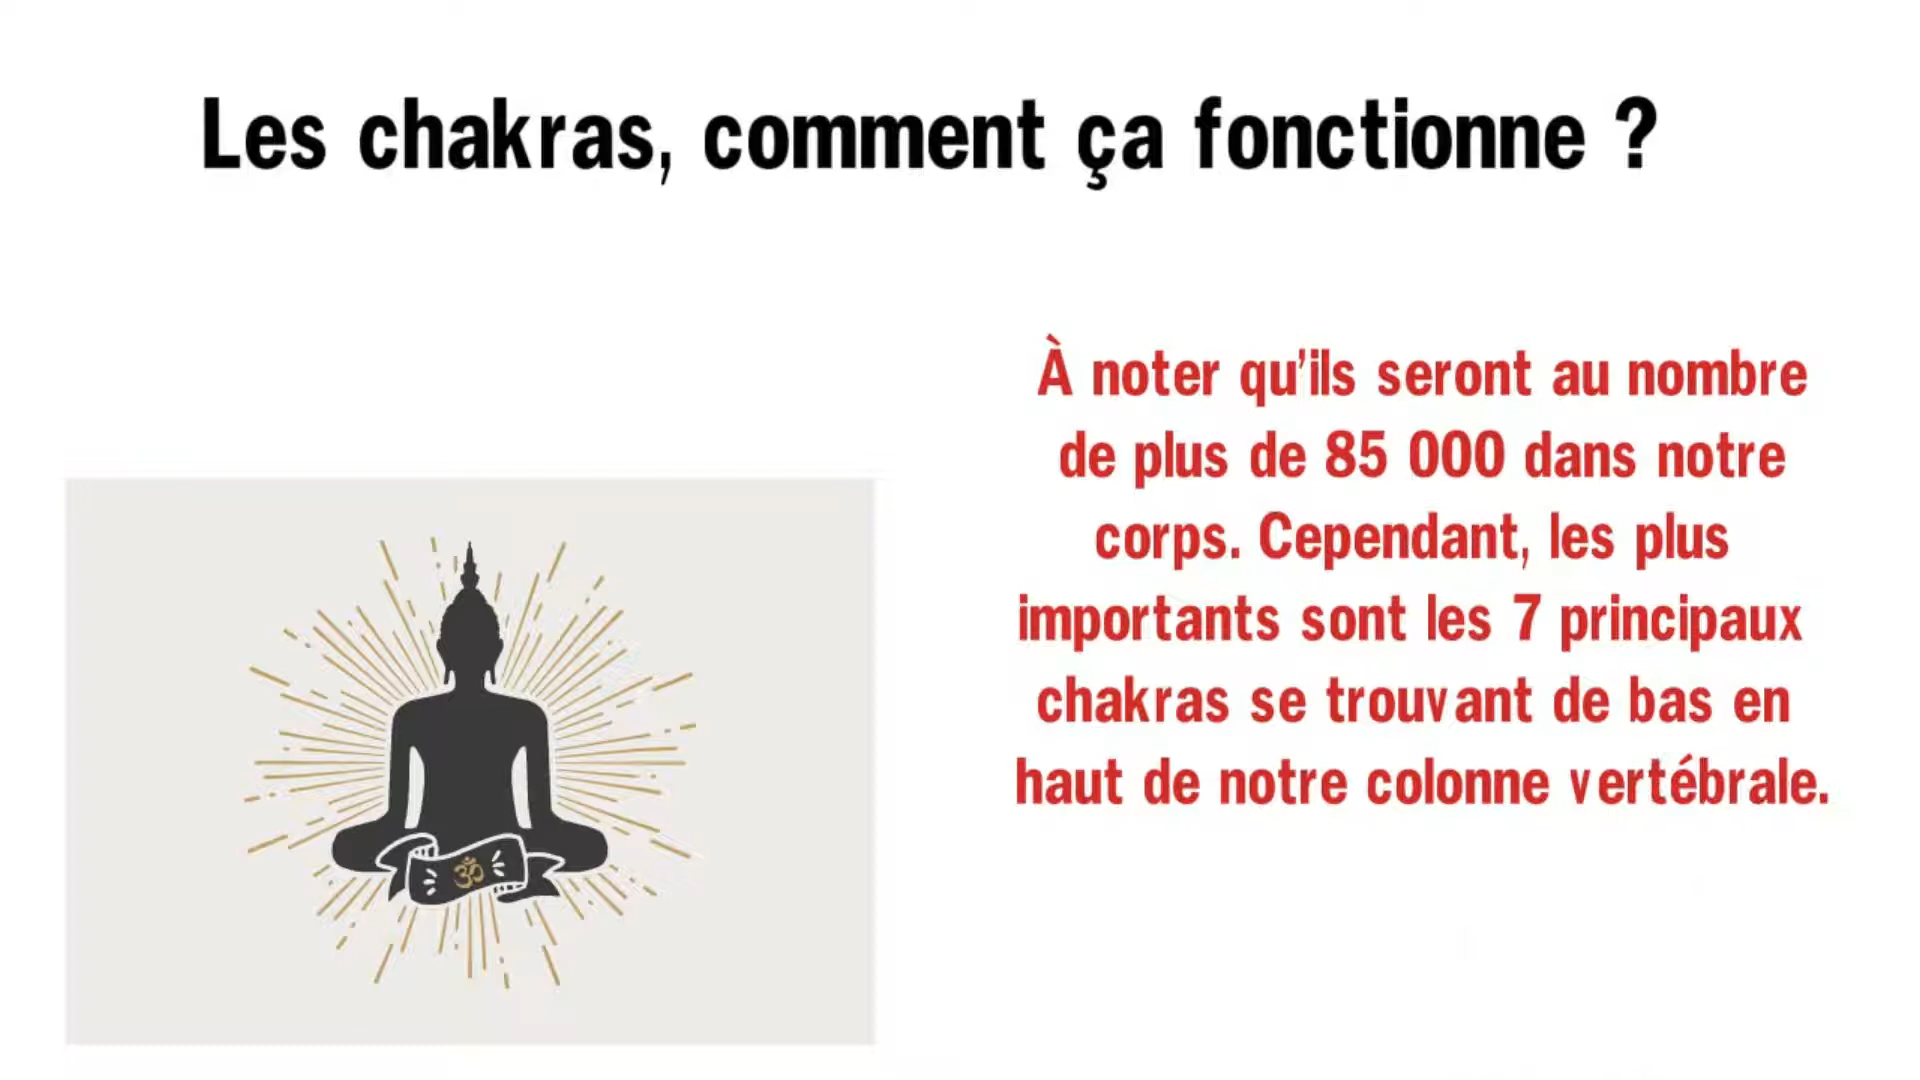 Les chakras, comment ça fonctionne ?
À noter qu'ils seront au nombre
de plus de 85 000 dans notre
corps. Cependant, les plus
importants sont les 7 principaux
chakras se trouvant de bas en
haut de notre colonne vertébrale.
ॐ